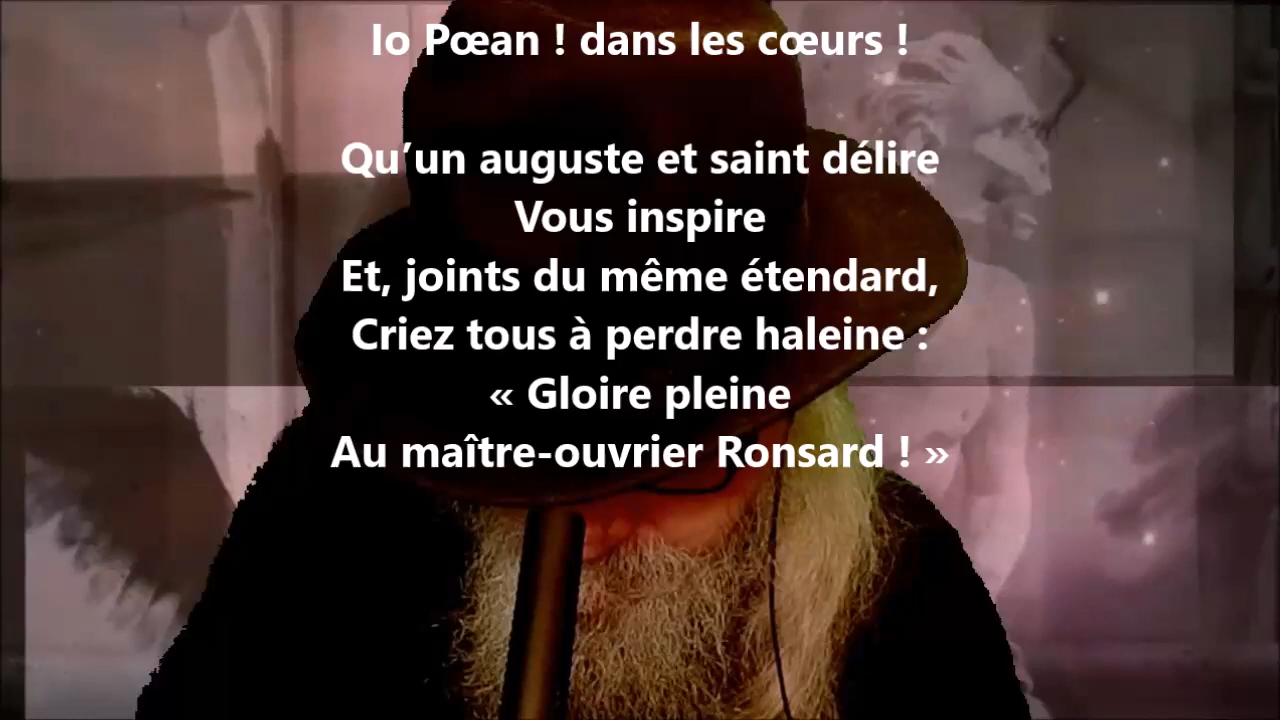 Io Pœan ! dans les cœurs !
Qu’un auguste et saint délire
Vous inspire
Et, joints du même étendard,
Criez tous à perdre haleine :
« Gloire pleine
Au maître-ouvrier Ronsard ! »